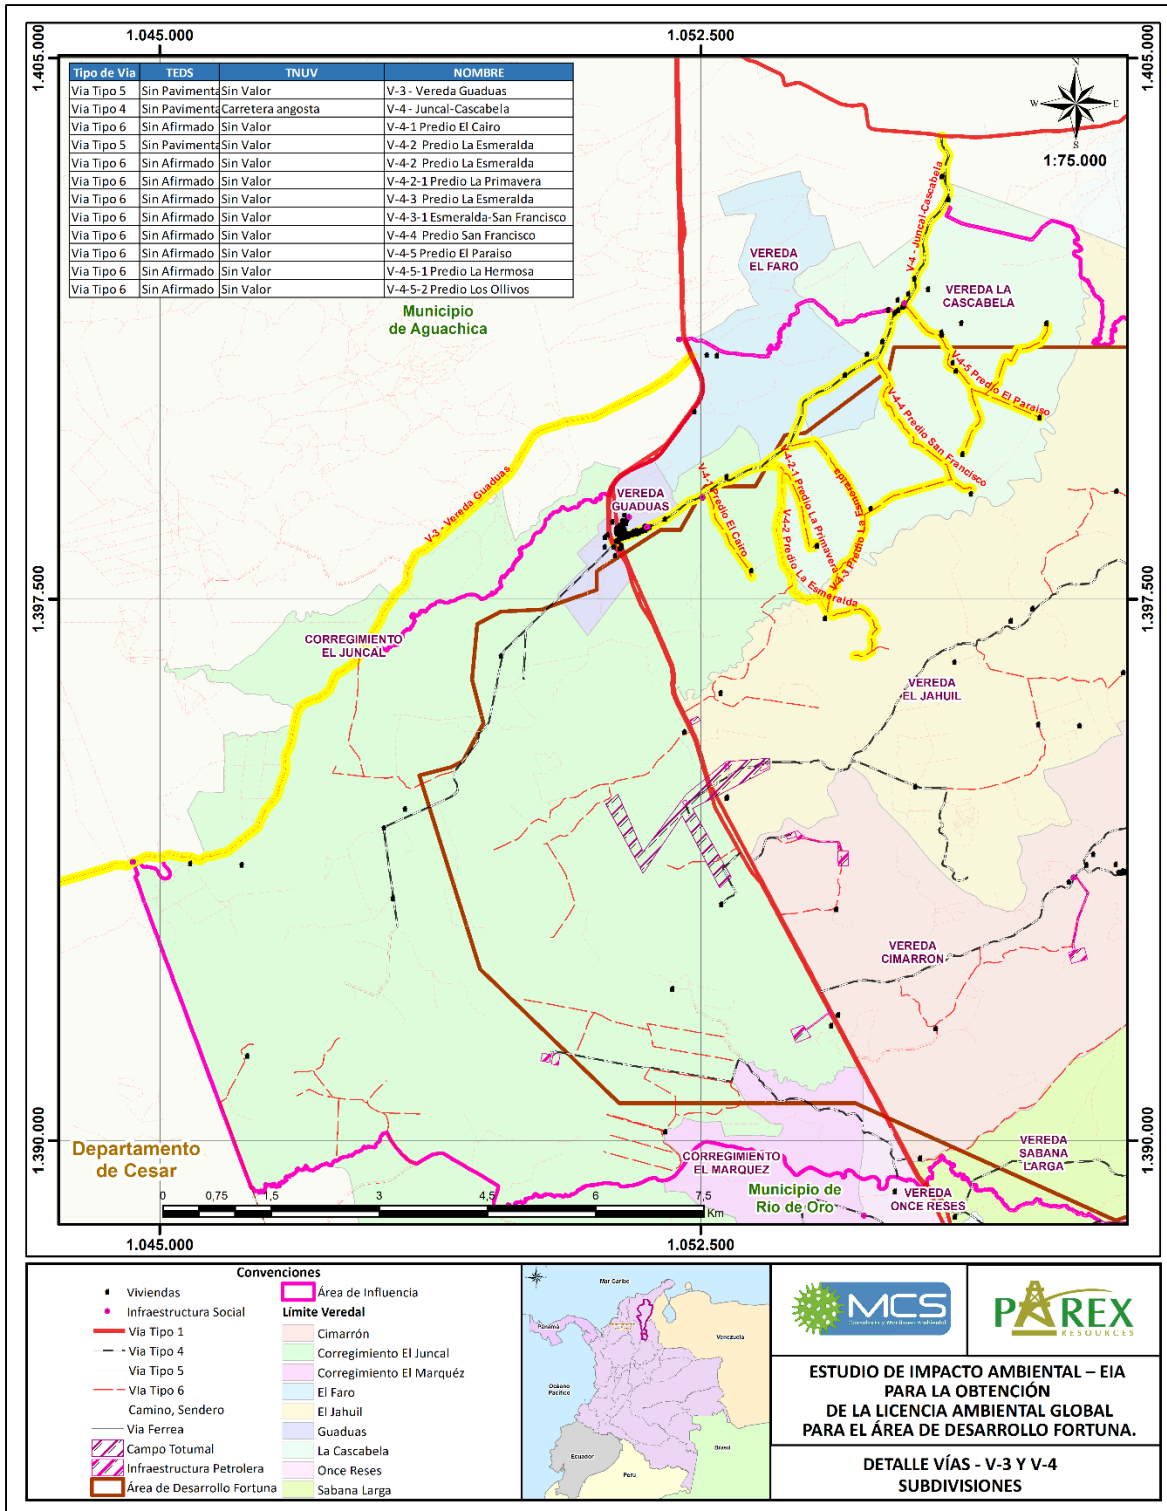 1.045.000
1.052.500
1.405.000
1.405.000
Tipo de Via TEDS TNUV NOMBRE
Via Tipo 5 Sin Pavimenta Sin Valor V-3 - Vereda Guaduas
Via Tipo 4 Sin Pavimenta Carretera angosta V-4 - Juncal-Cascabela
Via Tipo 6 Sin Afirmado Sin Valor V-4-1 Predio El Cairo
Via Tipo 5 Sin Pavimenta Sin Valor V-4-2 Predio La Esmeralda
Via Tipo 6 Sin Afirmado Sin Valor V-4-2 Predio La Esmeralda
Via Tipo 6 Sin Afirmado Sin Valor V-4-2-1 Predio La Primavera
Via Tipo 6 Sin Afirmado Sin Valor V-4-3 Predio La Esmeralda
Via Tipo 6 Sin Afirmado Sin Valor V-4-3-1 Esmeralda-San Francisco
Via Tipo 6 Sin Afirmado Sin Valor V-4-4 Predio San Francisco
Via Tipo 6 Sin Afirmado Sin Valor V-4-5 Predio El Paraiso
Via Tipo 6 Sin Afirmado Sin Valor V-4-5-1 Predio La Hermosa
Via Tipo 6 Sin Afirmado Sin Valor V-4-5-2 Predio Los Ollivos
N
W
E
S
1:75.000
V-4 - Juncal-Cascabela
VEREDA
EL FARO
VEREDA LA
CASCABELA
Municipio
de Aguachica
V-4-5 Predio El Paraiso
V-4-4 Predio San Francisco
V-3 - Vereda Guaduas
VEREDA
GUADUAS
V-4-1 Predio El Cairo
V-4-2-1 Predio La Primavera
V-4-2 Predio La Esmeralda
V-4-3 Predio La Esmeralda
1.397.500
1.397.500
CORREGIMIENTO
EL JUNCAL
VEREDA
EL JAHUIL
VEREDA
CIMARRON
1.390.000
1.390.000
Departamento
de Cesar
CORREGIMIENTO
EL MARQUEZ
VEREDA
SABANA
LARGA
Municipio de
Rio de Oro
VEREDA
ONCE RESES
0 0,75 1,5 3 4,5 6 7,5
Km
1.045.000
1.052.500
Convenciones
Viviendas
Infraestructura Social
Via Tipo 1
Via Tipo 4
Via Tipo 5
Via Tipo 6
Camino, Sendero
Via Ferrea
Campo Totumal
Infraestructura Petrolera
Área de Desarrollo Fortuna
Área de Influencia
Límite Veredal
Cimarrón
Corregimiento El Juncal
Corregimiento El Marquéz
El Faro
El Jahuil
Guaduas
La Cascabela
Once Reses
Sabana Larga
Mar Caribe
Panamá
Venezuela
Océano
Pacífico
Ecuador
Peru
Brasil
MCS
Consultoría y Monitoreo Ambiental
PAREX
RESOURCES
ESTUDIO DE IMPACTO AMBIENTAL – EIA
PARA LA OBTENCIÓN
DE LA LICENCIA AMBIENTAL GLOBAL
PARA EL ÁREA DE DESARROLLO FORTUNA.
DETALLE VÍAS - V-3 Y V-4
SUBDIVISIONES